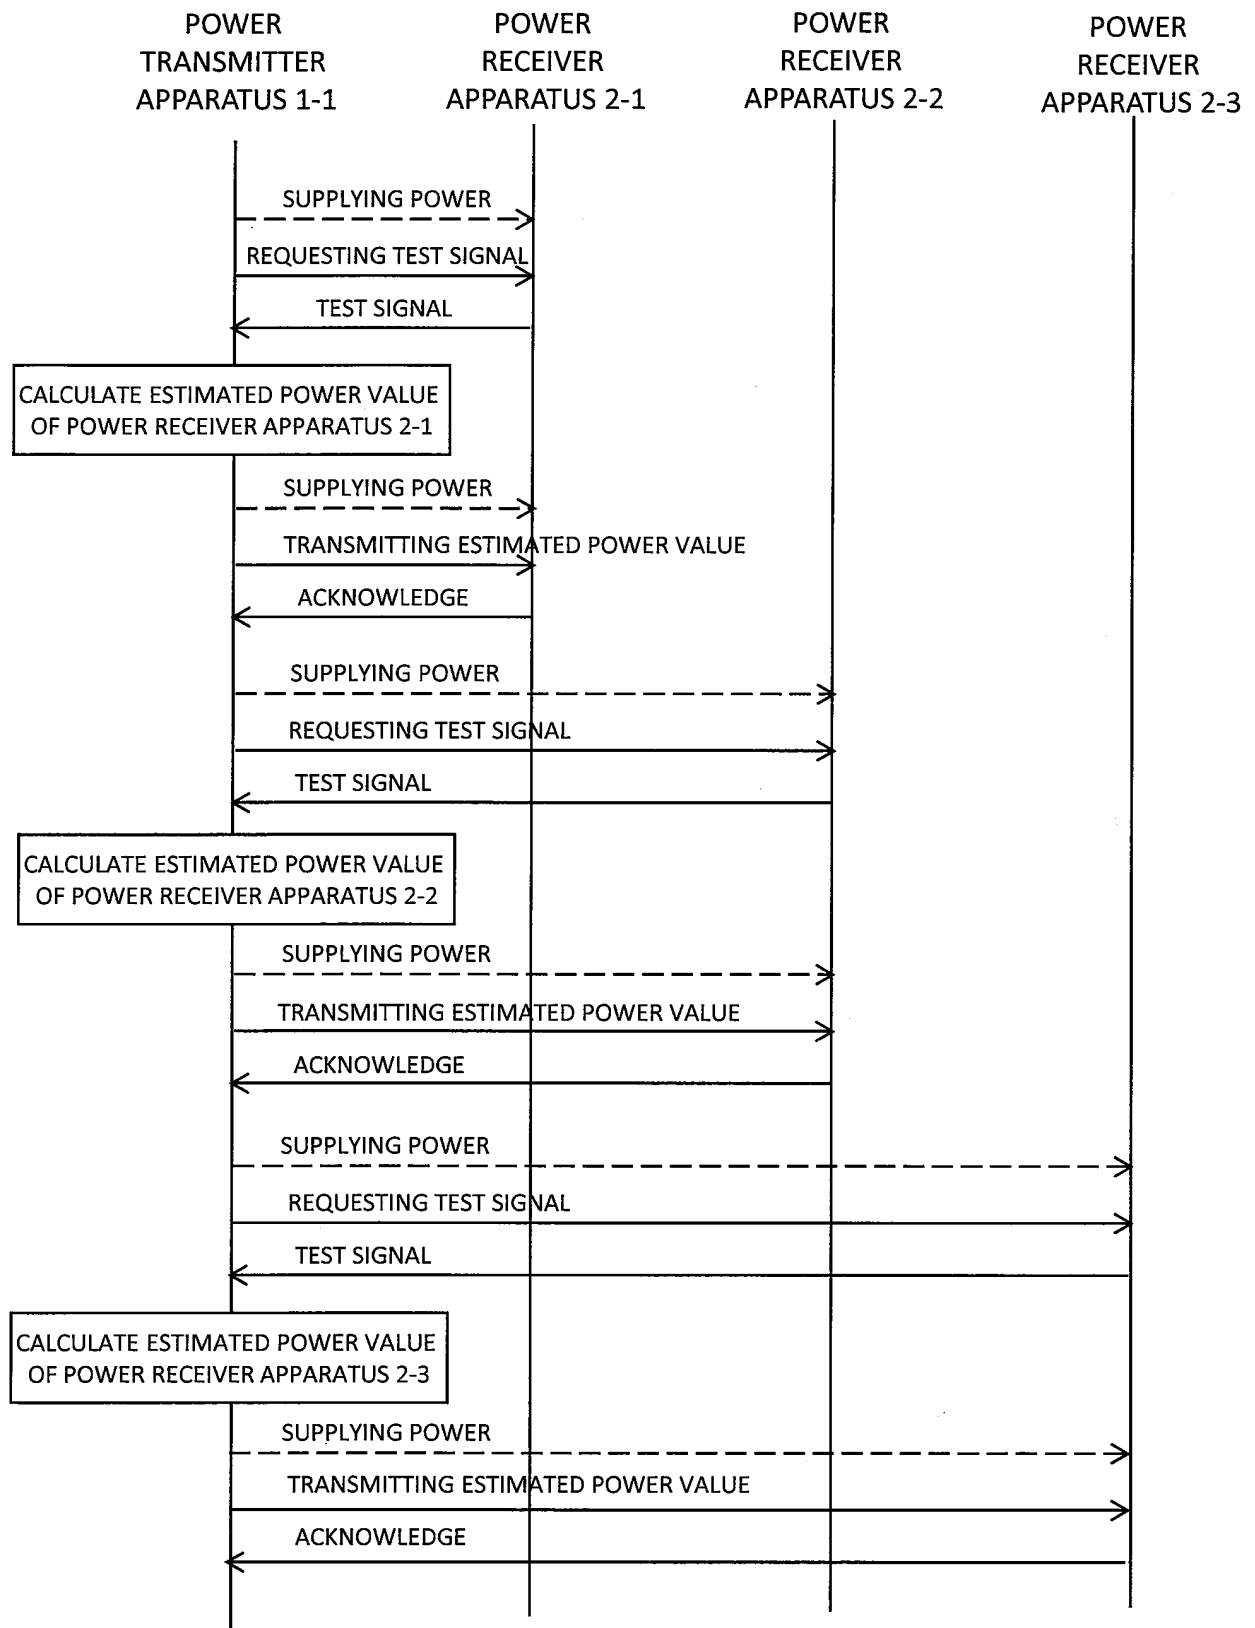 POWER
TRANSMITTER
APPARATUS 1-1
POWER
RECEIVER
APPARATUS 2-1
POWER
RECEIVER
APPARATUS 2-2
POWER
RECEIVER
APPARATUS 2-3
SUPPLYING POWER
REQUESTING TEST SIGNAL
TEST SIGNAL
CALCULATE ESTIMATED POWER VALUE
OF POWER RECEIVER APPARATUS 2-1
SUPPLYING POWER
TRANSMITTING ESTIMATED POWER VALUE
ACKNOWLEDGE
SUPPLYING POWER
REQUESTING TEST SIGNAL
TEST SIGNAL
CALCULATE ESTIMATED POWER VALUE
OF POWER RECEIVER APPARATUS 2-2
SUPPLYING POWER
TRANSMITTING ESTIMATED POWER VALUE
ACKNOWLEDGE
SUPPLYING POWER
REQUESTING TEST SIGNAL
TEST SIGNAL
CALCULATE ESTIMATED POWER VALUE
OF POWER RECEIVER APPARATUS 2-3
SUPPLYING POWER
TRANSMITTING ESTIMATED POWER VALUE
ACKNOWLEDGE